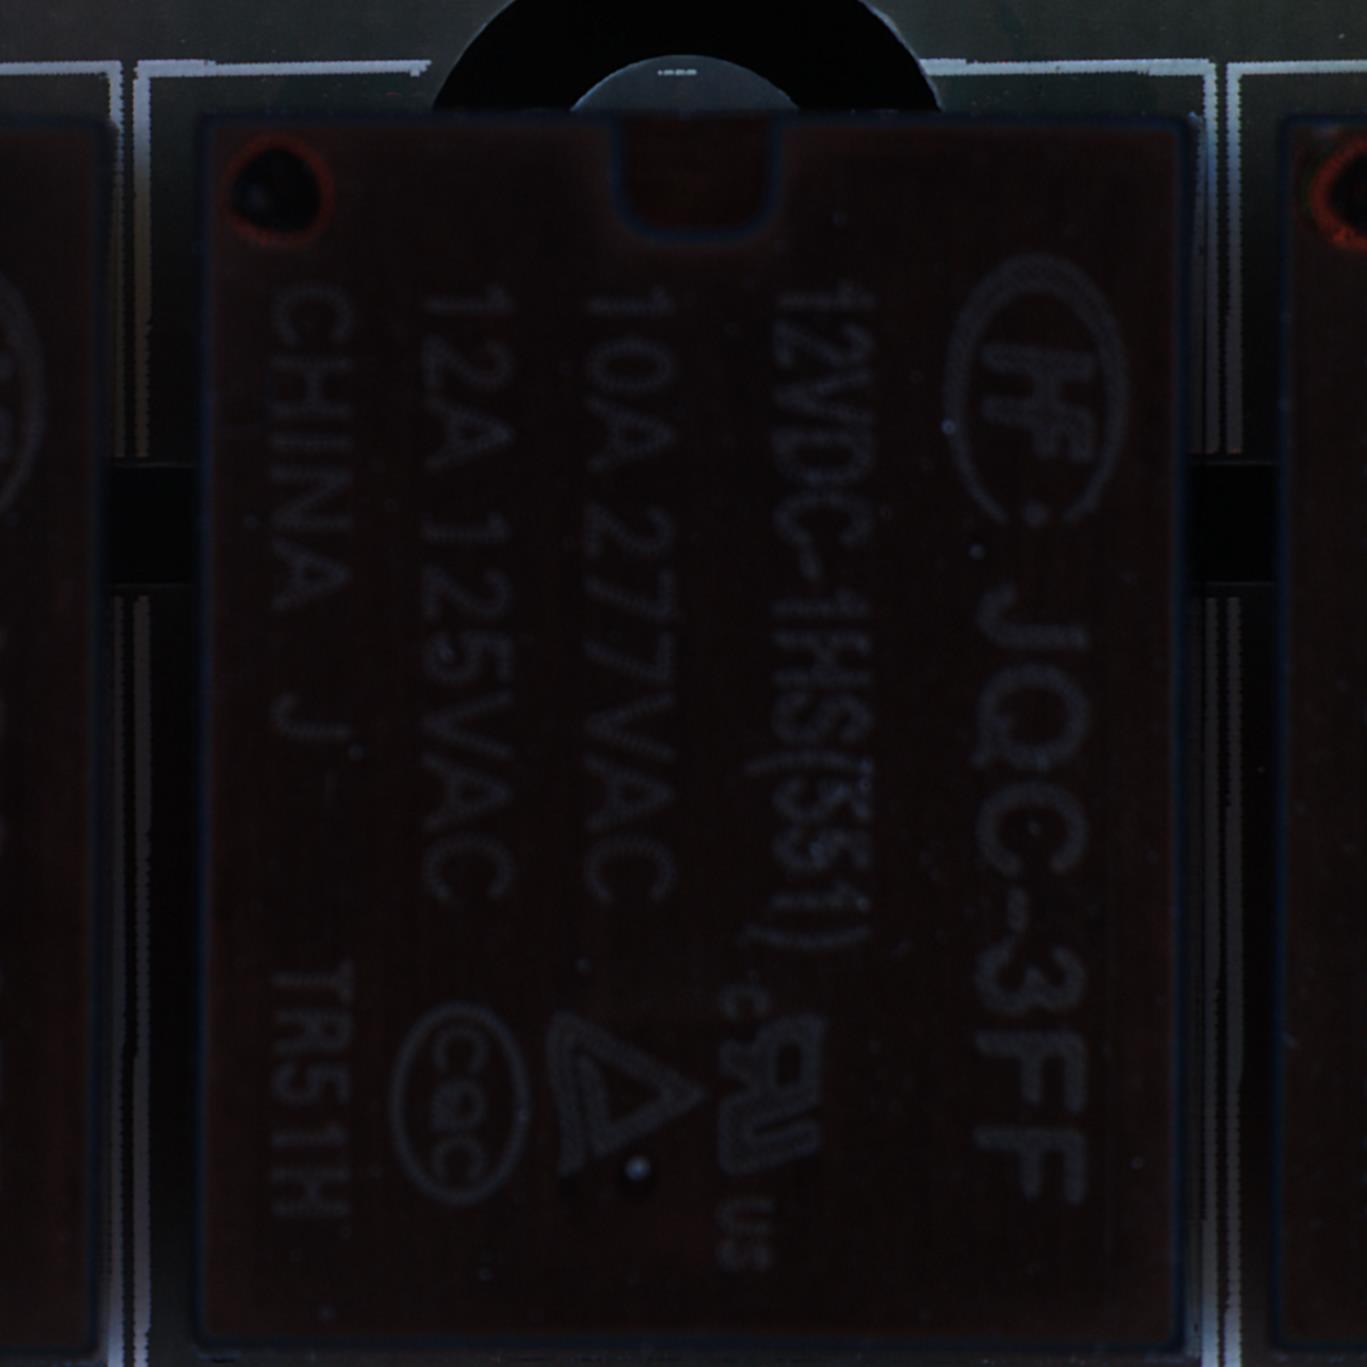 HF
JQC-3FF
12VDC-1HS(551)
c
US
10A 277VAC
12A 125VAC
CQC
CHINA J TR51H